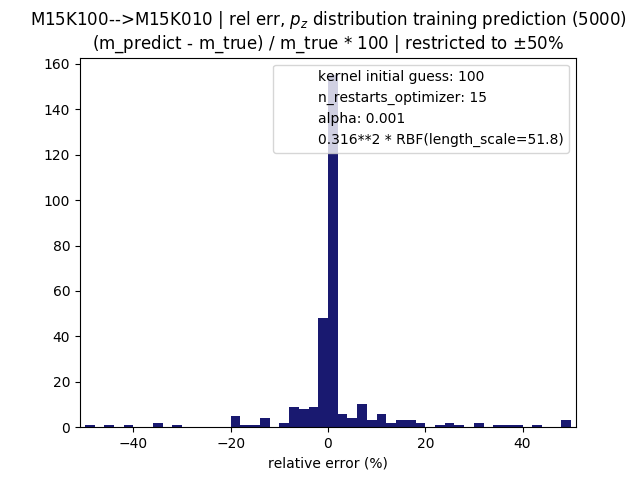 M15K100-->M15K010 | rel err, p_z distribution training prediction (5000)
(m_predict - m_true) / m_true * 100 | restricted to ±50%
kernel initial guess: 100
n_restarts_optimizer: 15
alpha: 0.001
0.316**2 * RBF(length_scale=51.8)
160
140
120
100
80
60
40
20
0
−40 −20 0 20 40
relative error (%)